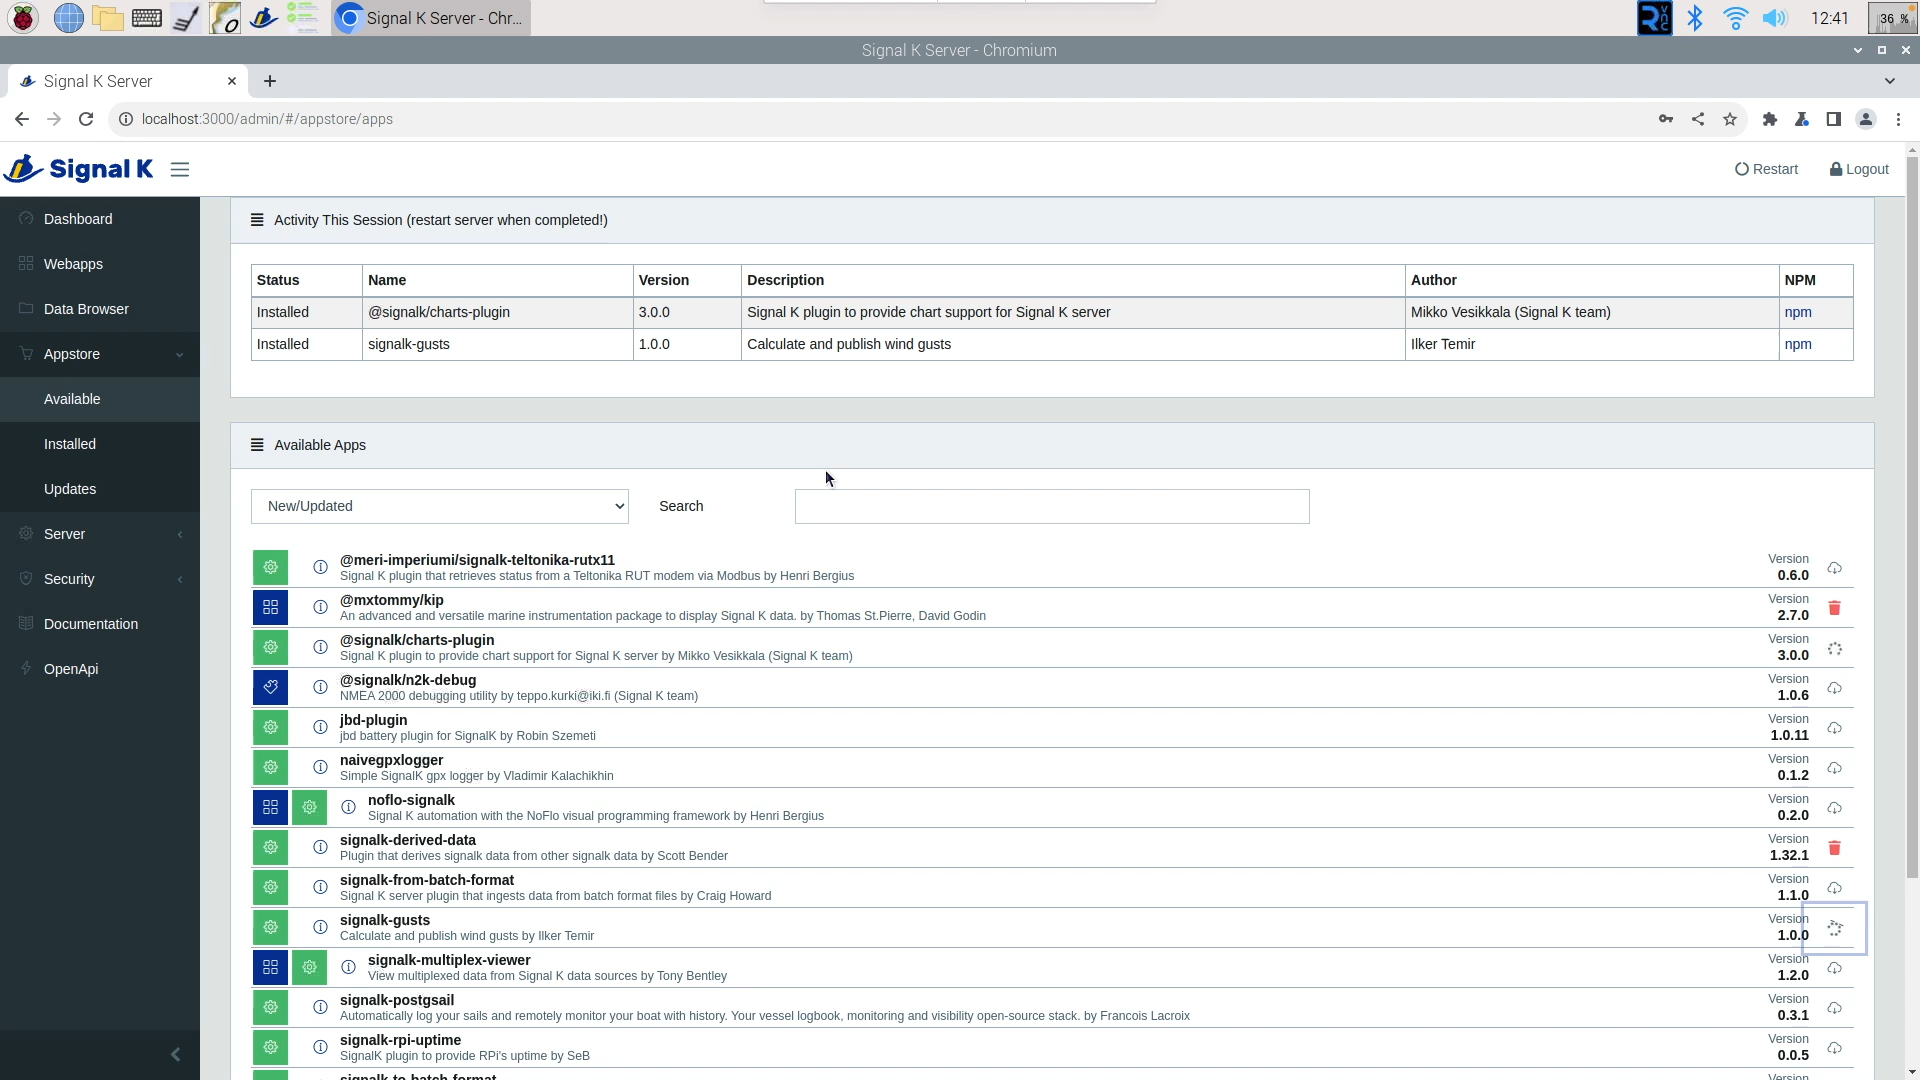 Signal K Server - Chr...
12:41
36 %
Signal K Server - Chromium
Signal K Server
localhost:3000/admin/#/appstore/apps
Signal K
Restart
Logout
Dashboard
Webapps
Data Browser
Appstore
Available
Installed
Updates
Server
Security
Documentation
OpenApi
Activity This Session (restart server when completed!)
Status Name Version Description Author NPM
Installed @signalk/charts-plugin 3.0.0 Signal K plugin to provide chart support for Signal K server Mikko Vesikkala (Signal K team) npm
Installed signalk-gusts 1.0.0 Calculate and publish wind gusts Ilker Temir npm
Available Apps
New/Updated
Search
@meri-imperiumi/signalk-teltonika-rutx11
Signal K plugin that retrieves status from a Teltonika RUT modem via Modbus by Henri Bergius
Version
0.6.0
@mxtommy/kip
An advanced and versatile marine instrumentation package to display Signal K data. by Thomas St.Pierre, David Godin
Version
2.7.0
@signalk/charts-plugin
Signal K plugin to provide chart support for Signal K server by Mikko Vesikkala (Signal K team)
Version
3.0.0
@signalk/n2k-debug
NMEA 2000 debugging utility by teppo.kurki@iki.fi (Signal K team)
Version
1.0.6
jbd-plugin
jbd battery plugin for SignalK by Robin Szemeti
Version
1.0.11
naivegpxlogger
Simple SignalK gpx logger by Vladimir Kalachikhin
Version
0.1.2
noflo-signalk
Signal K automation with the NoFlo visual programming framework by Henri Bergius
Version
0.2.0
signalk-derived-data
Plugin that derives signalk data from other signalk data by Scott Bender
Version
1.32.1
signalk-from-batch-format
Signal K server plugin that ingests data from batch format files by Craig Howard
Version
1.1.0
signalk-gusts
Calculate and publish wind gusts by Ilker Temir
Version
1.0.0
signalk-multiplex-viewer
View multiplexed data from Signal K data sources by Tony Bentley
Version
1.2.0
signalk-postgsail
Automatically log your sails and remotely monitor your boat with history. Your vessel logbook, monitoring and visibility open-source stack. by Francois Lacroix
Version
0.3.1
signalk-rpi-uptime
SignalK plugin to provide RPi's uptime by SeB
Version
0.0.5
signalk-to-batch-format
Version